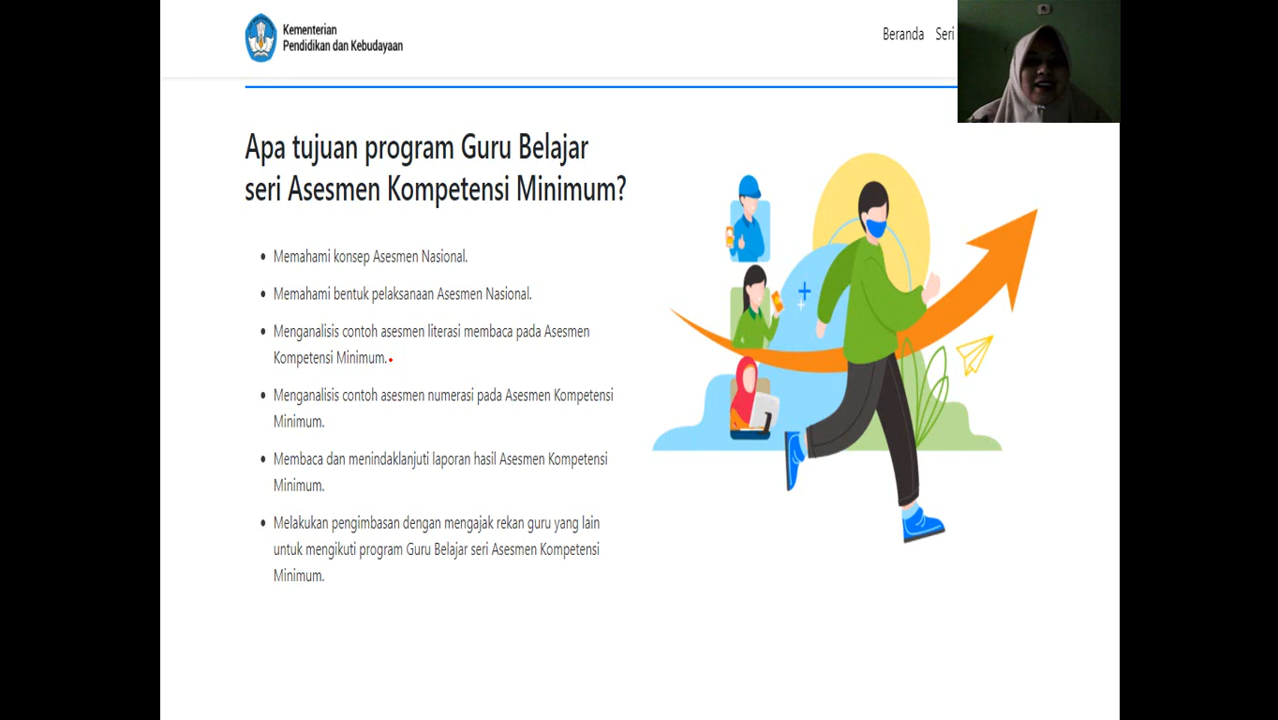 Kementerian
Pendidikan dan Kebudayaan
Beranda Seri
Apa tujuan program Guru Belajar
seri Asesmen Kompetensi Minimum?
Memahami konsep Asesmen Nasional.
Memahami bentuk pelaksanaan Asesmen Nasional.
Menganalisis contoh asesmen literasi membaca pada Asesmen
Kompetensi Minimum.
Menganalisis contoh asesmen numerasi pada Asesmen Kompetensi
Minimum.
Membaca dan menindaklanjuti laporan hasil Asesmen Kompetensi
Minimum.
Melakukan pengimbasan dengan mengajak rekan guru yang lain
untuk mengikuti program Guru Belajar seri Asesmen Kompetensi
Minimum.